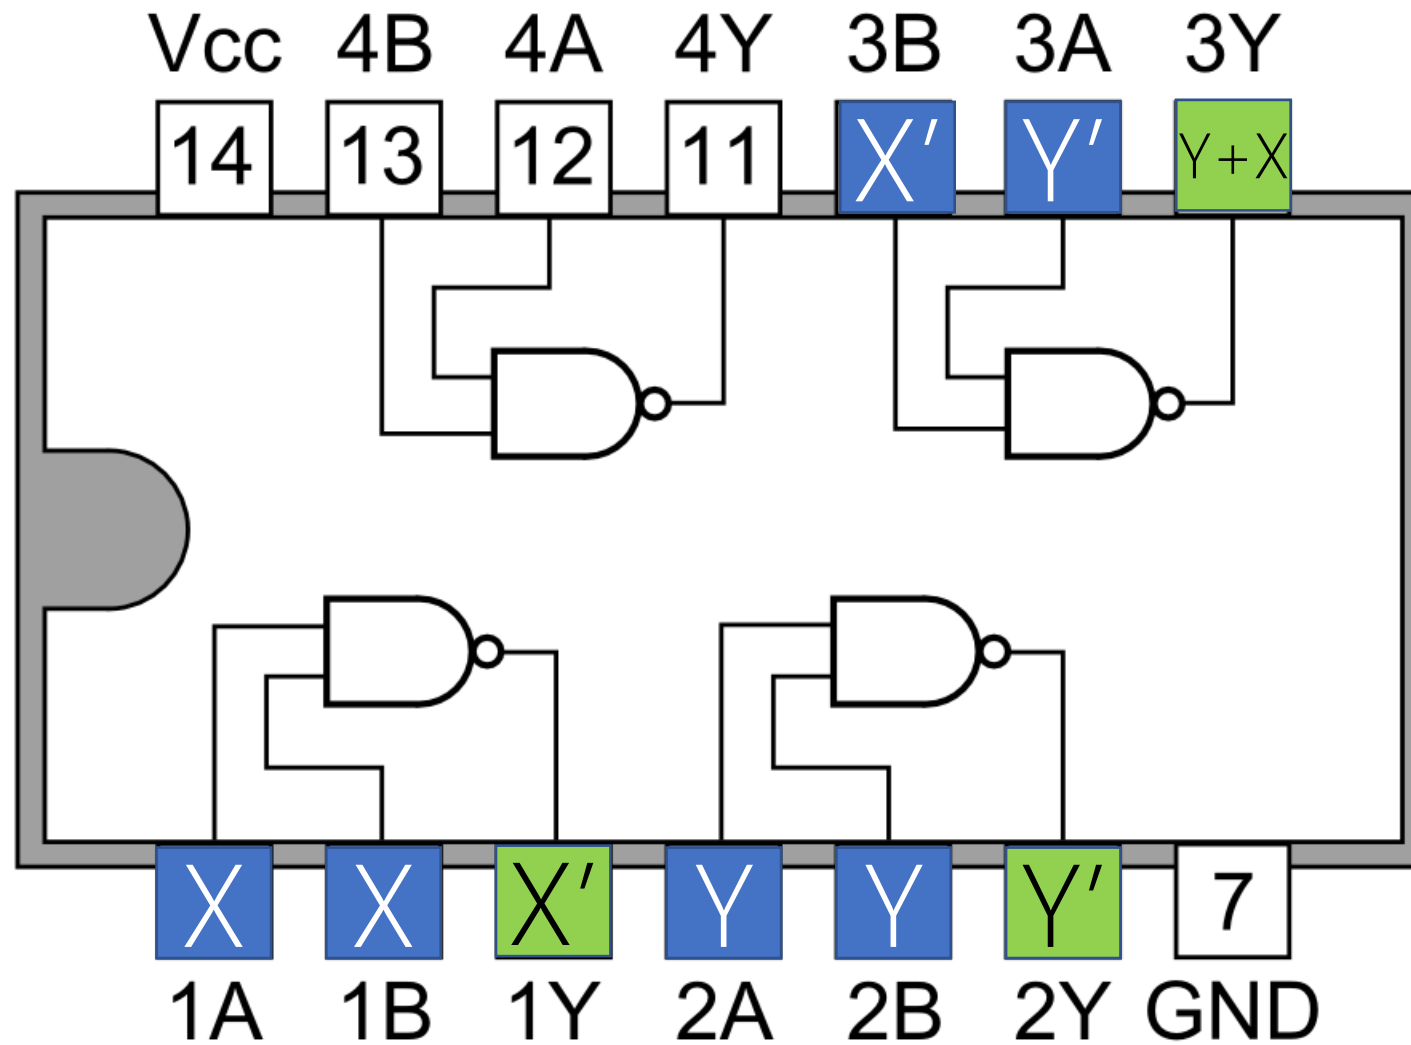 Vcc 4B 4A 4Y 3B 3A 3Y
14 13 12 11 X' Y' Y+X
X X X' Y Y Y' 7
1A 1B 1Y 2A 2B 2Y GND